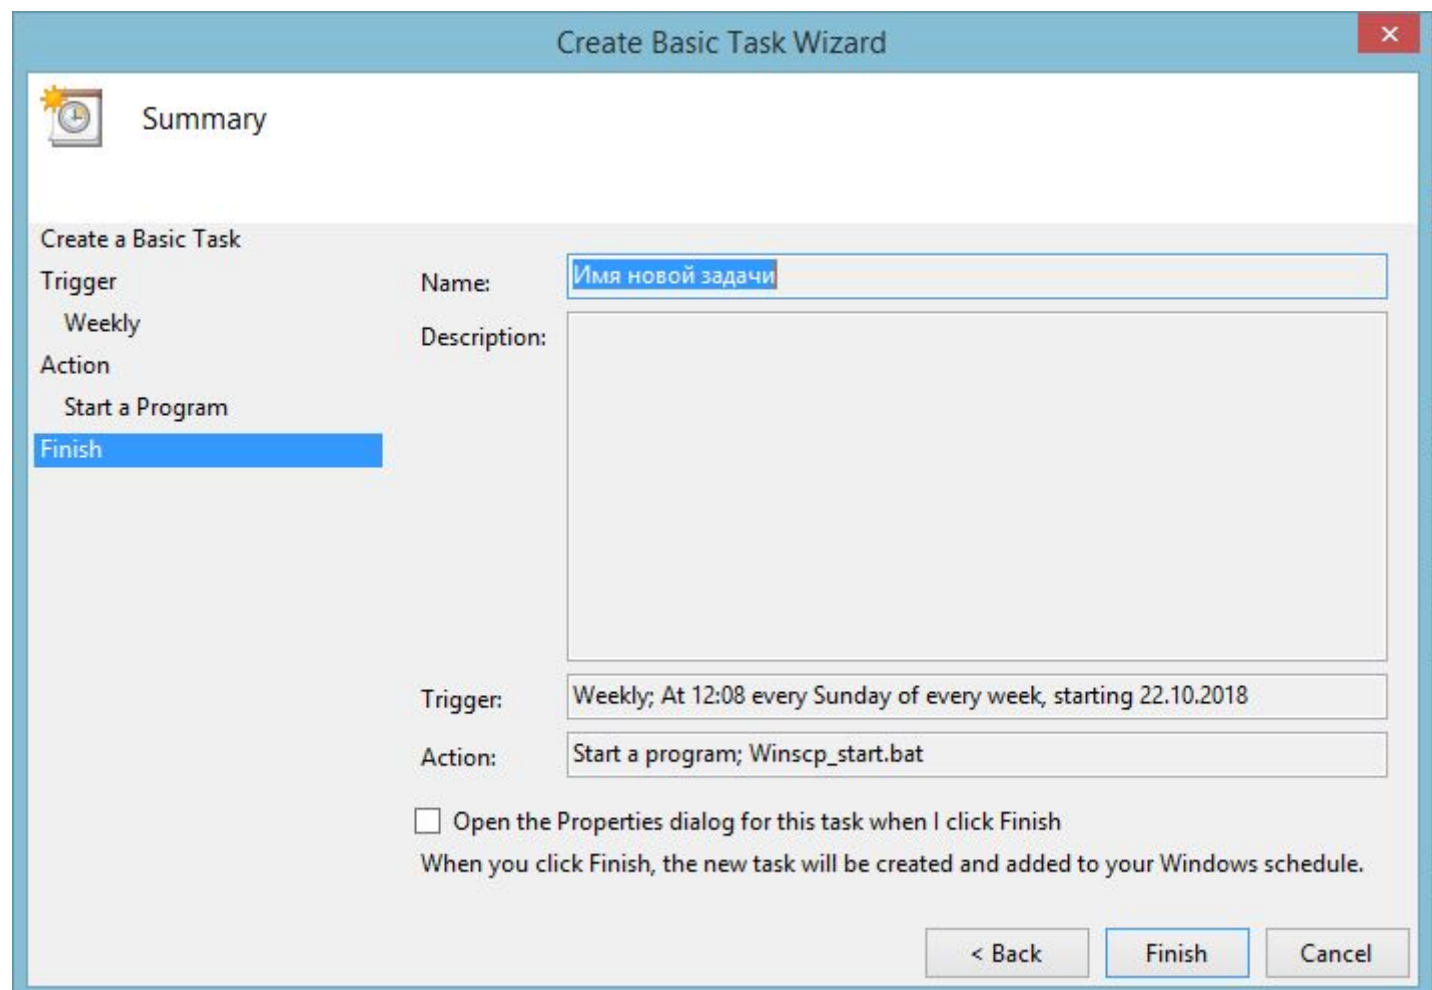 Create Basic Task Wizard
Summary
Create a Basic Task
Trigger
Weekly
Action
Start a Program
Finish
Name: Имя новой задачи
Description:
Trigger: Weekly; At 12:08 every Sunday of every week, starting 22.10.2018
Action: Start a program; Winscp_start.bat
Open the Properties dialog for this task when I click Finish
When you click Finish, the new task will be created and added to your Windows schedule.
< Back Finish Cancel